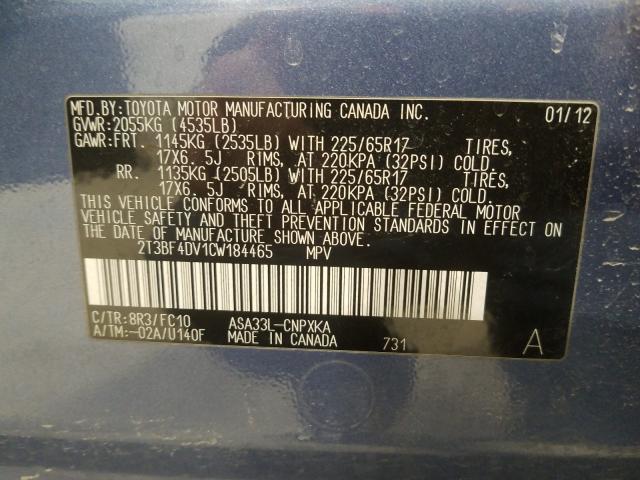 MFD.BY:TOYOTA MOTOR MANUFACTURING CANADA INC. 01/12
GVWR:2055KG (4535LB)
GAWR:FRT. 1145KG (2535LB) WITH 225/65R17 TIRES,
17X6. 5J RIMS, AT 220KPA (32PSI) COLD
RR. 1135KG (2505LB) WITH 225/65R17 TIRES,
17X6. 5J RIMS, AT 220KPA (32PSI) COLD.
THIS VEHICLE CONFORMS TO ALL APPLICABLE FEDERAL MOTOR
VEHICLE SAFETY AND THEFT PREVENTION STANDARDS IN EFFECT ON
THE DATE OF MANUFACTURE SHOWN ABOVE.
2T3BF4DV1CW184465 MPV
C/TR:8R3/FC10 ASA33L-CNPXKA
A/TM:-02A/U140F MADE IN CANADA 731 A